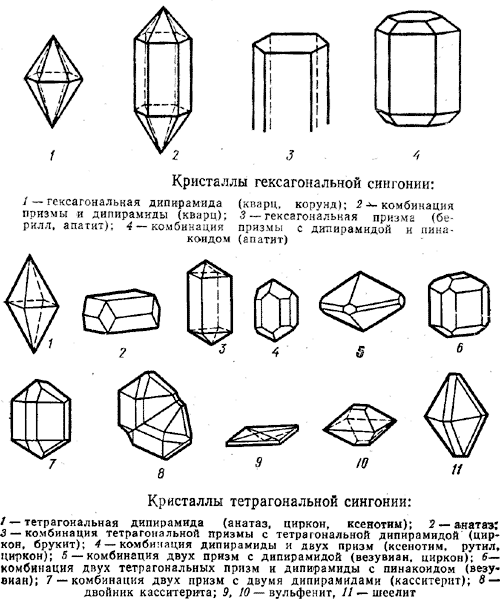 1
2
3
4
Кристаллы гексагональной сингонии:
1 — гексагональная дипирамида (кварц, корунд); 2 — комбинация
призмы и дипирамиды (кварц); 3 — гексагональная призма (бе-
рилл, апатит); 4 — комбинация призмы с дипирамидой и пина-
коидом (апатит)
1
2
3
4
5
6
7
8
9
10
11
Кристаллы тетрагональной сингонии:
1 — тетрагональная дипирамида (анатаз, циркон, ксенотим); 2 — анатаз;
3 — комбинация тетрагональной призмы с тетрагональной дипирамидой (цир-
кон, брукит); 4 — комбинация дипирамиды и двух призм (ксенотим, рутил,
циркон); 5 — комбинация двух призм с дипирамидой (везувиан, циркон); 6—
комбинация двух тетрагональных призм и дипирамиды с пинакоидом (везу-
виан); 7 — комбинация двух призм с двумя дипирамидами (касситерит); 8 —
двойник касситерита; 9, 10 — вульфенит, 11 — шеелит